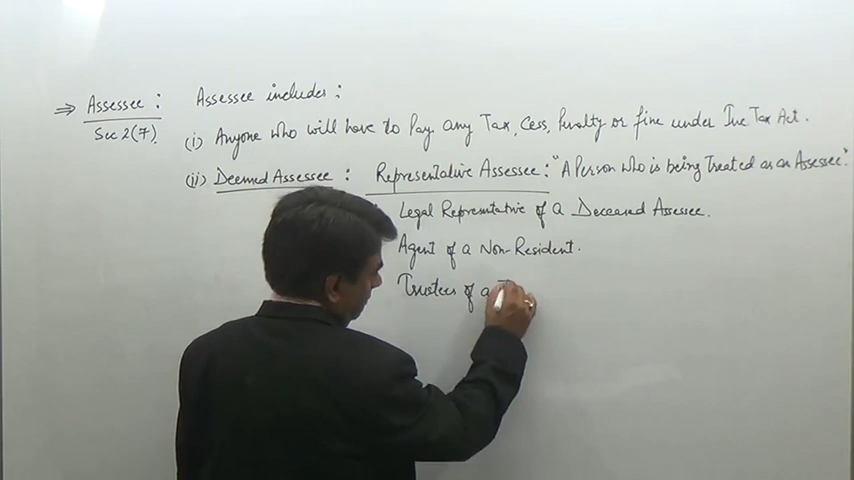 ⇒ Assessee : Assessee includes :
Sec 2(7). (i) Anyone who will have to Pay any Tax, Cess, Penalty or fine under Inc Tax Act.
(ii) Deemed Assessee : Representative Assessee : "A Person who is being treated as an Assessee."
Legal Representative of a Deceased Assessee.
Agent of a Non-Resident.
Trustees of a T